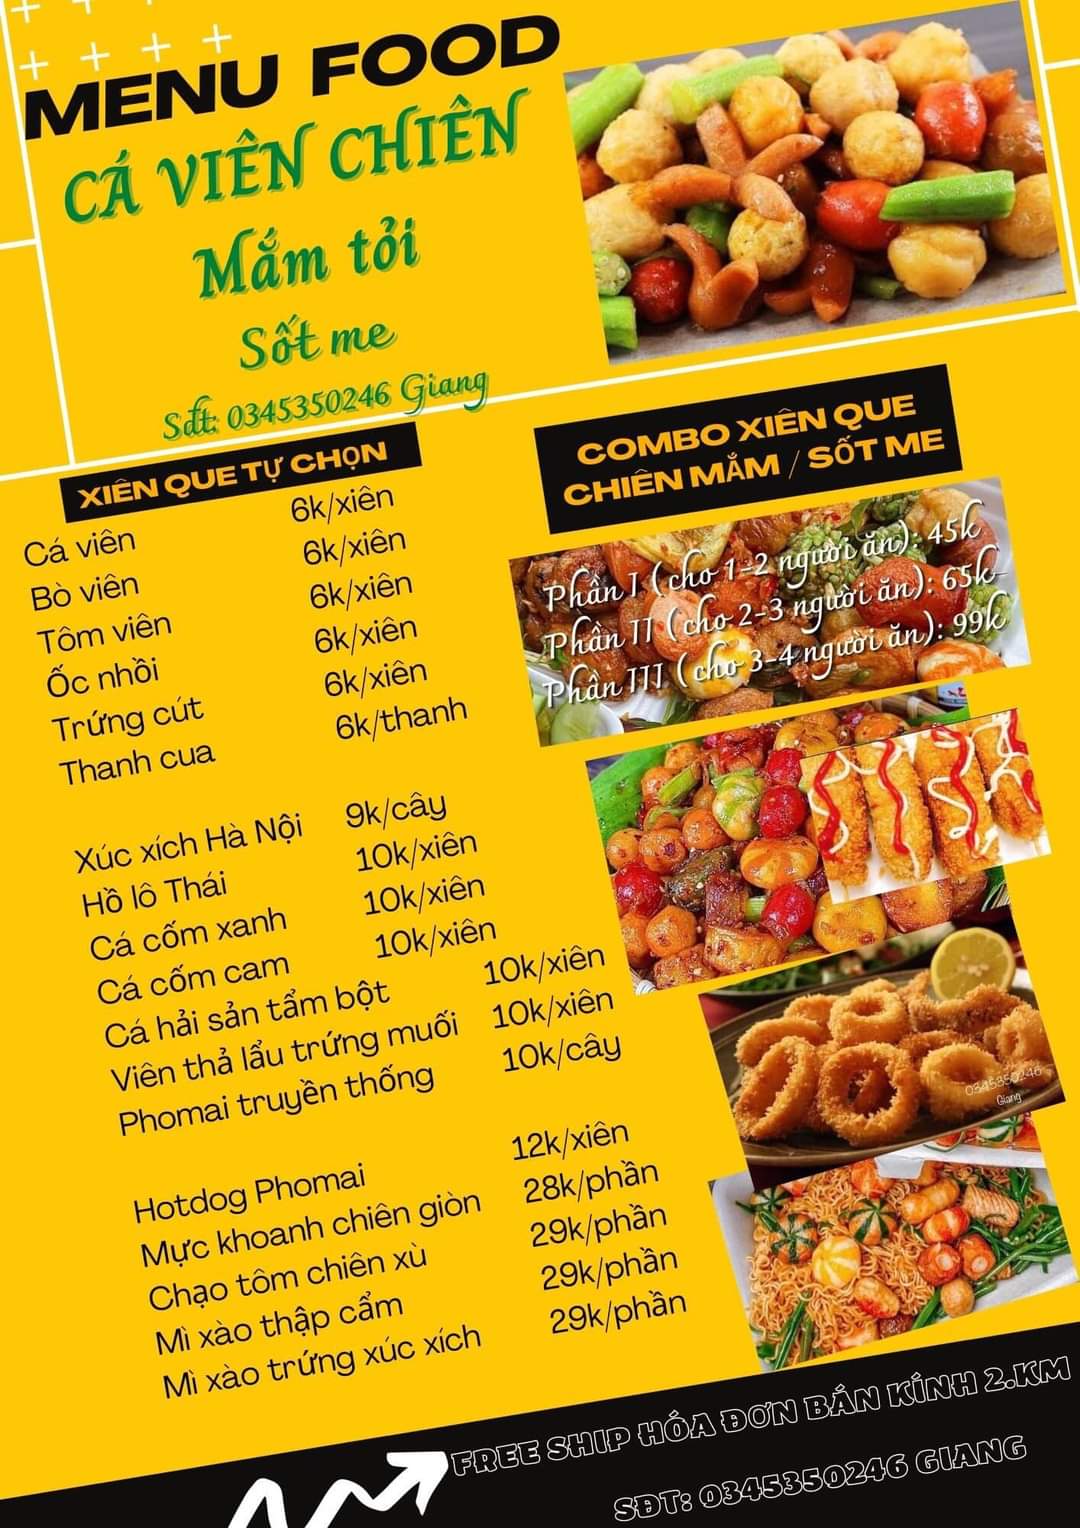 MENU FOOD
CÁ VIÊN CHIÊN
Mắm tỏi
Sốt me
Sđt: 0345350246 Giang
XIÊN QUE TỰ CHỌN
Cá viên 6k/xiên
Bò viên 6k/xiên
Tôm viên 6k/xiên
Ốc nhồi 6k/xiên
Trứng cút 6k/xiên
Thanh cua 6k/thanh
Xúc xích Hà Nội 9k/cây
Hồ lô Thái 10k/xiên
Cá cốm xanh 10k/xiên
Cá cốm cam 10k/xiên
Cá hải sản tẩm bột 10k/xiên
Viên thả lẩu trứng muối 10k/xiên
Phomai truyền thống 10k/cây
Hotdog Phomai 12k/xiên
Mực khoanh chiên giòn 28k/phần
Chạo tôm chiên xù 29k/phần
Mì xào thập cẩm 29k/phần
Mì xào trứng xúc xích 29k/phần
COMBO XIÊN QUE
CHIÊN MẮM / SỐT ME
Phần I (cho 1-2 người ăn): 45k
Phần II (cho 2-3 người ăn): 65k
Phần III (cho 3-4 người ăn): 99k
0345350246
Giang
FREE SHIP HÓA ĐƠN BÁN KÍNH 2.KM
SĐT: 0345350246 GIANG